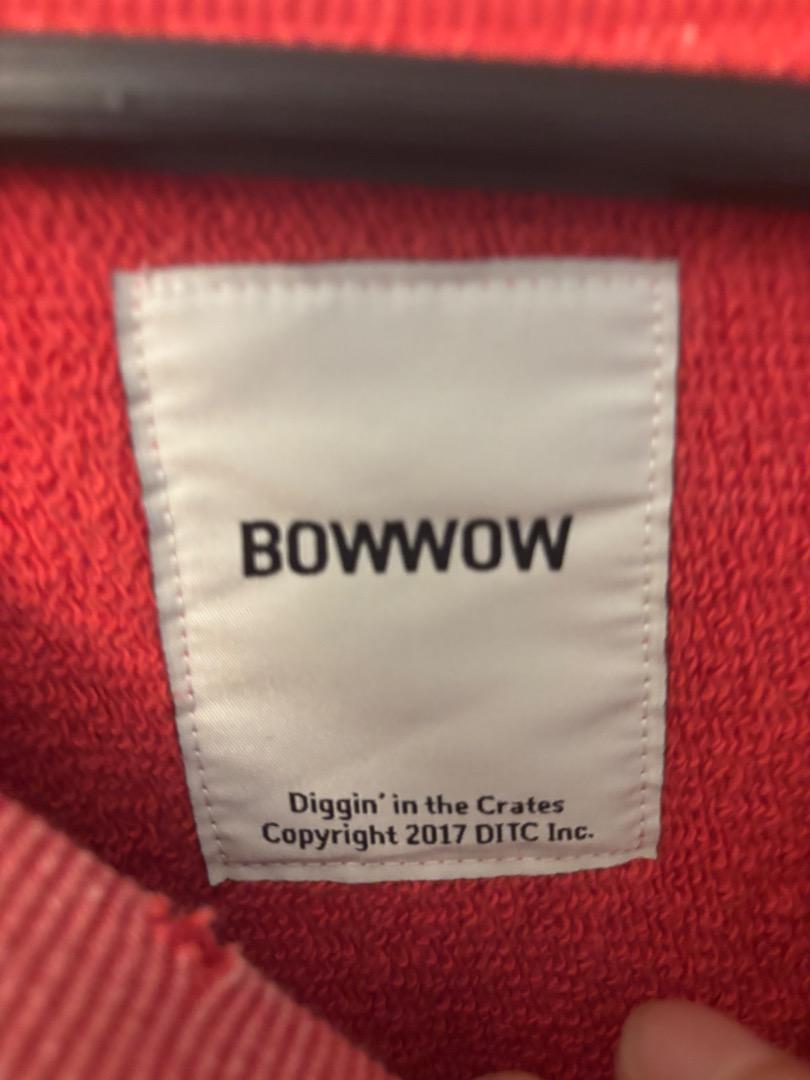 BOWWOW
Diggin' in the Crates
Copyright 2017 DITC Inc.